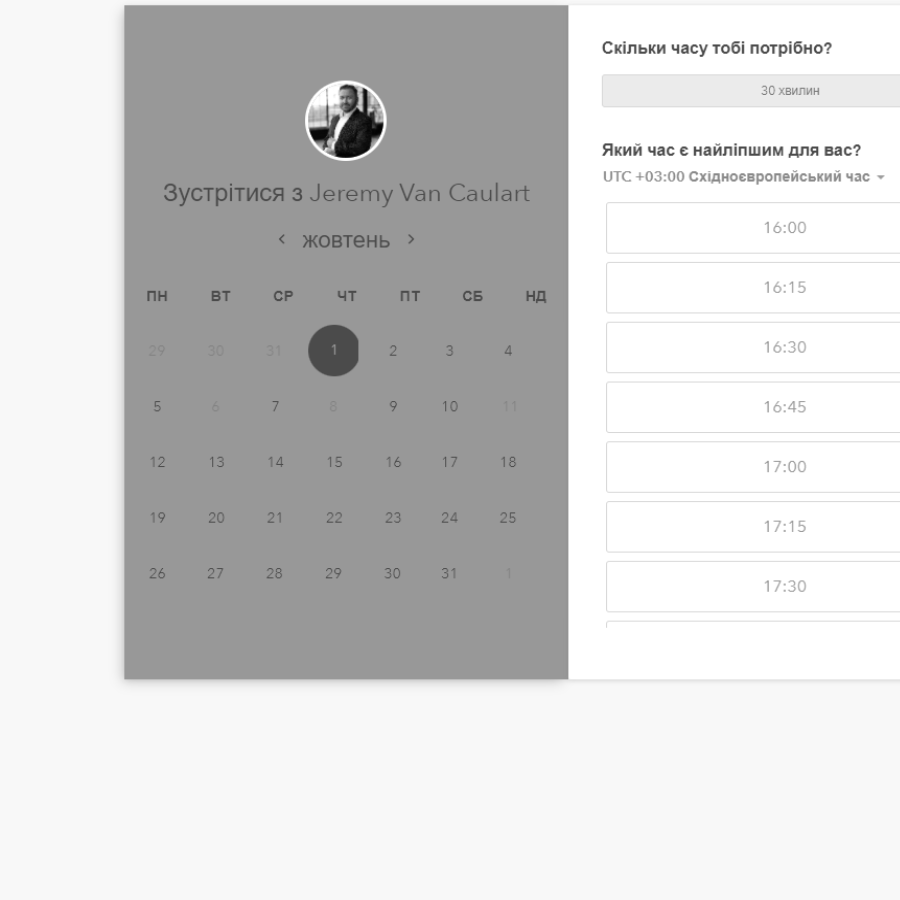 Зустрітися з Jeremy Van Caulart
жовтень
ПН ВТ СР ЧТ ПТ СБ НД
29 30 31 1 2 3 4
5 6 7 8 9 10 11
12 13 14 15 16 17 18
19 20 21 22 23 24 25
26 27 28 29 30 31 1
Скільки часу тобі потрібно?
30 хвилин
Який час є найліпшим для вас?
UTC +03:00 Східноєвропейський час
16:00
16:15
16:30
16:45
17:00
17:15
17:30